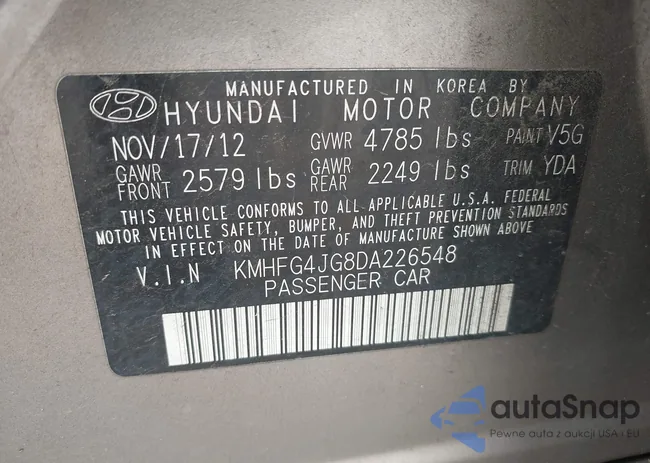 MANUFACTURED IN KOREA BY
HYUNDAI MOTOR COMPANY
NOV/17/12 GVWR 4785 lbs PAINT V5G
GAWR FRONT 2579 lbs GAWR REAR 2249 lbs TRIM YDA
THIS VEHICLE CONFORMS TO ALL APPLICABLE U.S.A. FEDERAL
MOTOR VEHICLE SAFETY, BUMPER, AND THEFT PREVENTION STANDARDS
IN EFFECT ON THE DATE OF MANUFACTURE SHOWN ABOVE.
V.I.N KMHFG4JG8DA226548
PASSENGER CAR
autaSnap
Pewne auta z aukcji USA i EU